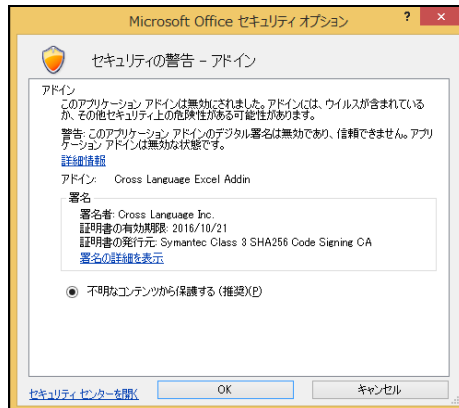 Microsoft Office セキュリティ オプション
? ×
セキュリティの警告 - アドイン
アドイン
このアプリケーション アドインは無効にされました。アドインには、ウイルスが含まれている
か、その他セキュリティ上の危険性がある可能性があります。
警告: このアプリケーション アドインのデジタル署名は無効であり、信頼できません。アプリ
ケーション アドインは無効な状態です。
詳細情報
アドイン: Cross Language Excel Addin
署名
署名者: Cross Language Inc.
証明書の有効期限: 2016/10/21
証明書の発行元: Symantec Class 3 SHA256 Code Signing CA
署名の詳細を表示
不明なコンテンツから保護する (推奨)(P)
セキュリティ センターを開く
OK
キャンセル